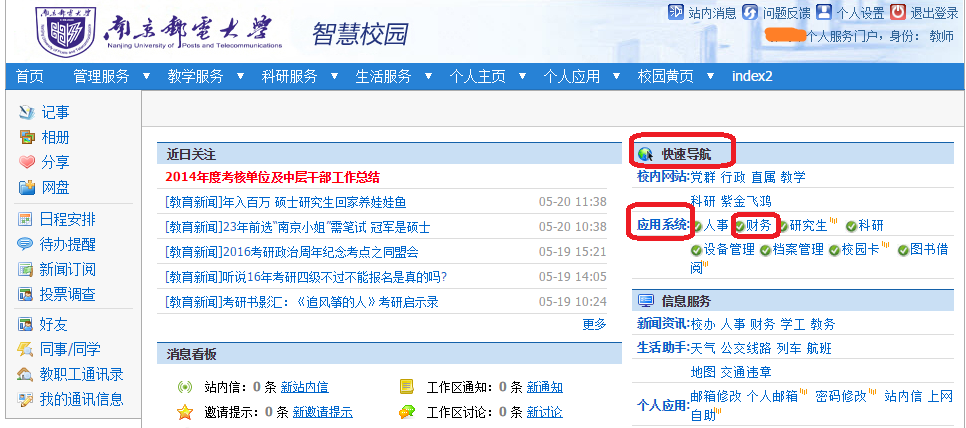 南京邮电大学
Nanjing University of Posts and Telecommunications
智慧校园
站内消息 问题反馈 个人设置 退出登录
个人服务门户，身份： 教师
首页 管理服务 教学服务 科研服务 生活服务 个人主页 个人应用 校园黄页 index2
记事
相册
分享
网盘
日程安排
待办提醒
新闻订阅
投票调查
好友
同事/同学
教职工通讯录
我的通讯信息
近日关注
2014年度考核单位及中层干部工作总结
[教育新闻]年入百万 硕士研究生回家养娃娃鱼 05-20 11:38
[教育新闻]23年前选“南京小姐”需笔试 冠军是硕士 05-20 10:38
[教育新闻]2016考研政治周年纪念考点之同盟会 05-19 15:21
[教育新闻]听说16年考研四级不过不能报名是真的吗? 05-19 14:05
[教育新闻]考研书影汇：《追风筝的人》考研启示录 05-19 10:24
更多
消息看板
站内信：0 条 新站内信 工作区通知：0 条 新通知
邀请提示：0 条 新邀请提示 工作区讨论：0 条 新讨论
快速导航
校内网站:党群 行政 直属 教学
科研 紫金飞鸿
应用系统: 人事 财务 研究生 科研
设备管理 档案管理 校园卡 图书借
阅
信息服务
新闻资讯:校办 人事 财务 学工 教务
生活助手:天气 公交线路 列车 航班
地图 交通违章
个人应用:邮箱修改 个人邮箱 密码修改 站内信 上网
自助